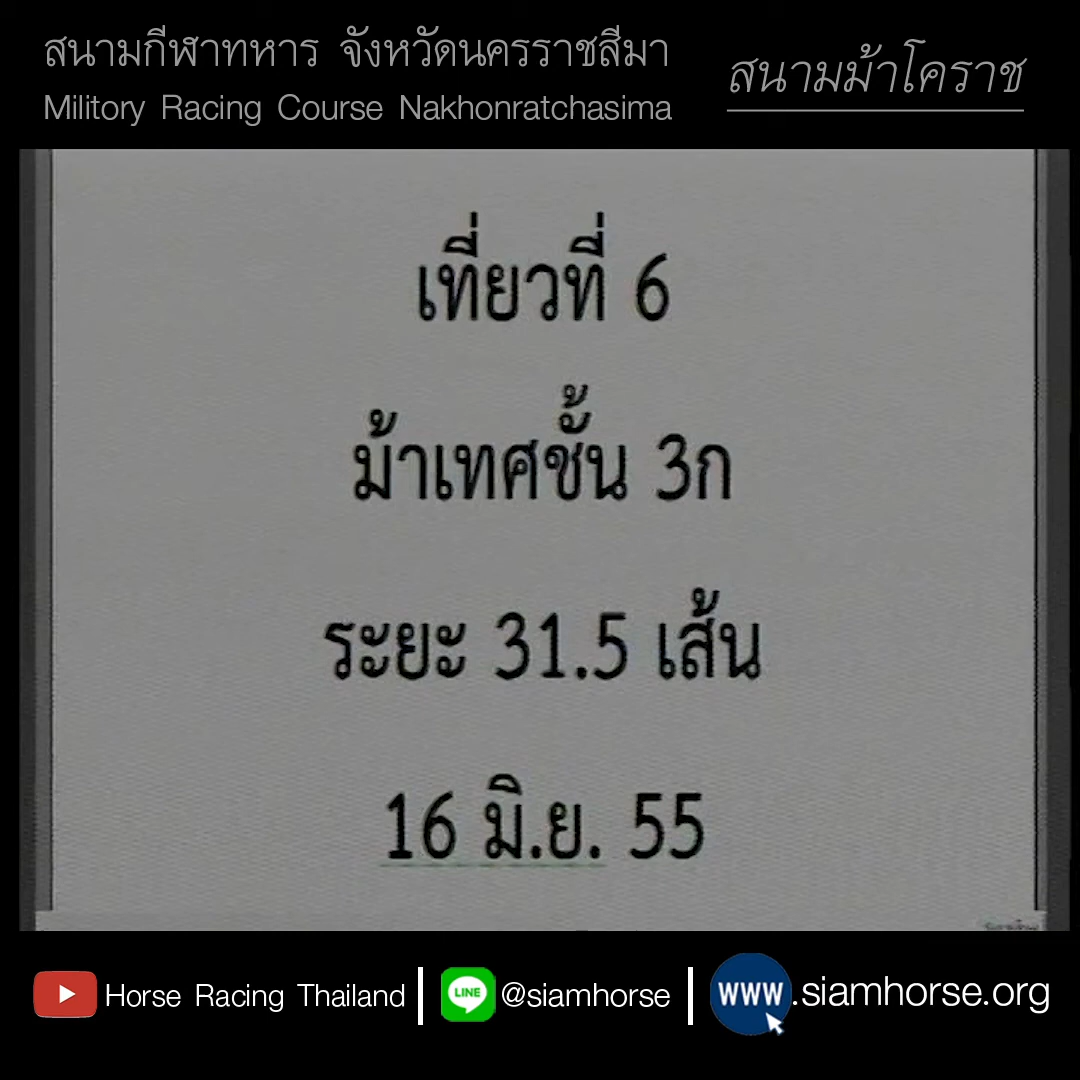 สนามกีฬาทหาร จังหวัดนครราชสีมา
Militory Racing Course Nakhonratchasima
สนามม้าโคราช
เที่ยวที่ 6
ม้าเทศชั้น 3ก
ระยะ 31.5 เส้น
16 มิ.ย. 55
Horse Racing Thailand
LINE @siamhorse
www.siamhorse.org